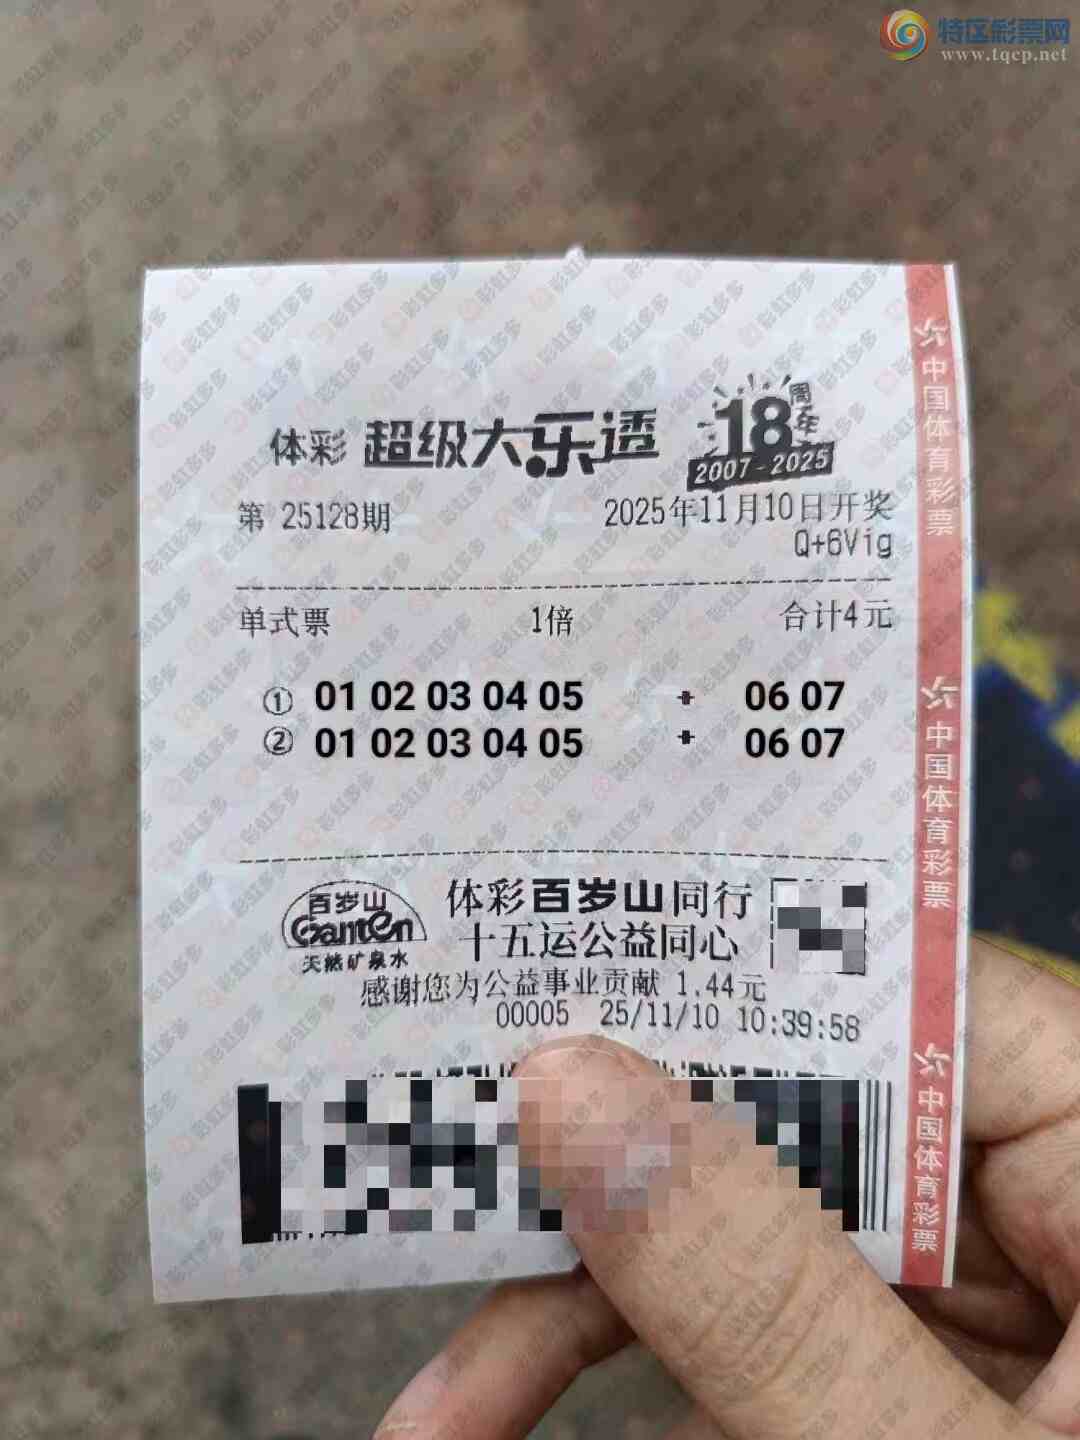 特区彩票网
www.tqcp.net
体彩 超级大乐透 18周年
2007-2025
第 25128期 2025年11月10日开奖
Q+6Vig
单式票 1倍 合计4元
① 01 02 03 04 05 + 06 07
② 01 02 03 04 05 + 06 07
百岁山
Ganten
天然矿泉水
体彩百岁山同行
十五运公益同心
感谢您为公益事业贡献 1.44元
00005 25/11/10 10:39:58
中国体育彩票
中国体育彩票
中国体育彩票
彩虹多多